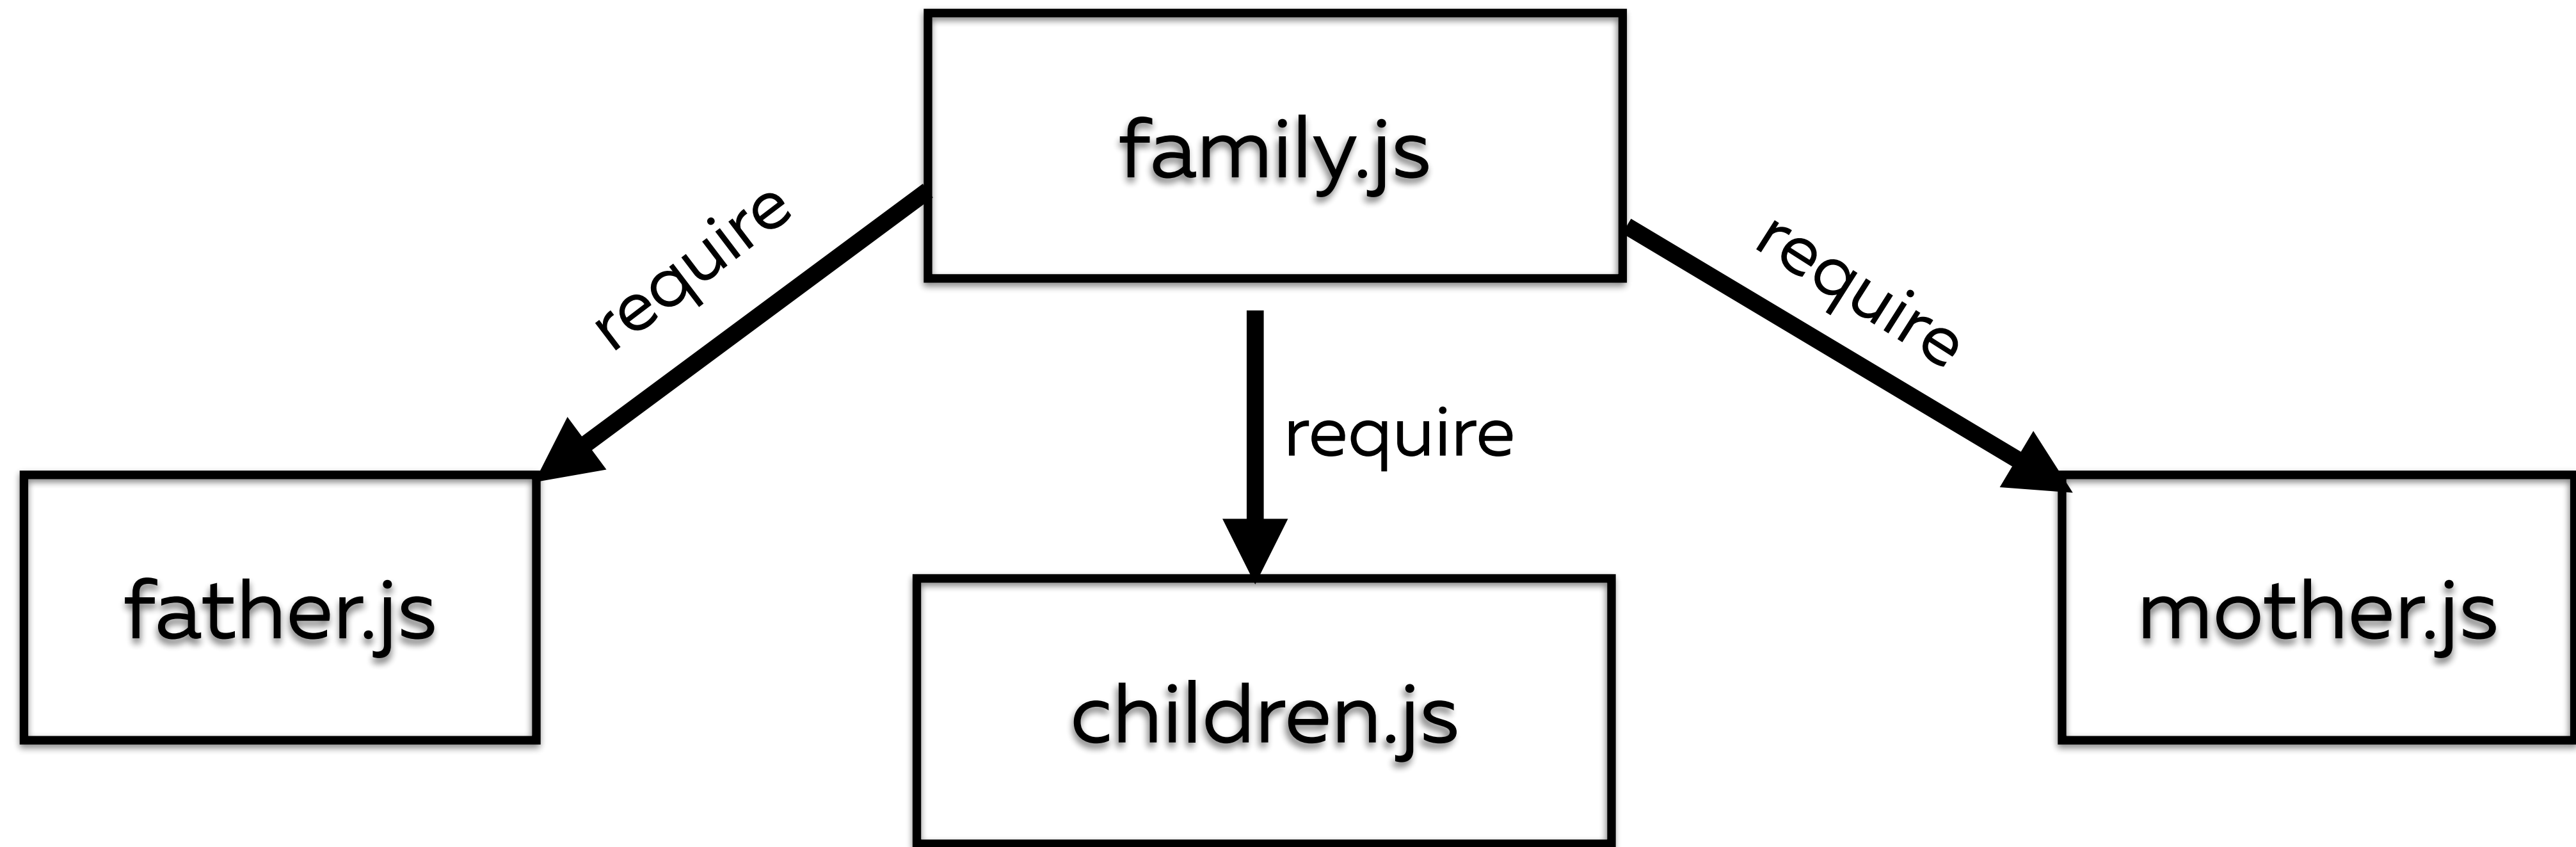 family.js
require
require
require
father.js
children.js
mother.js